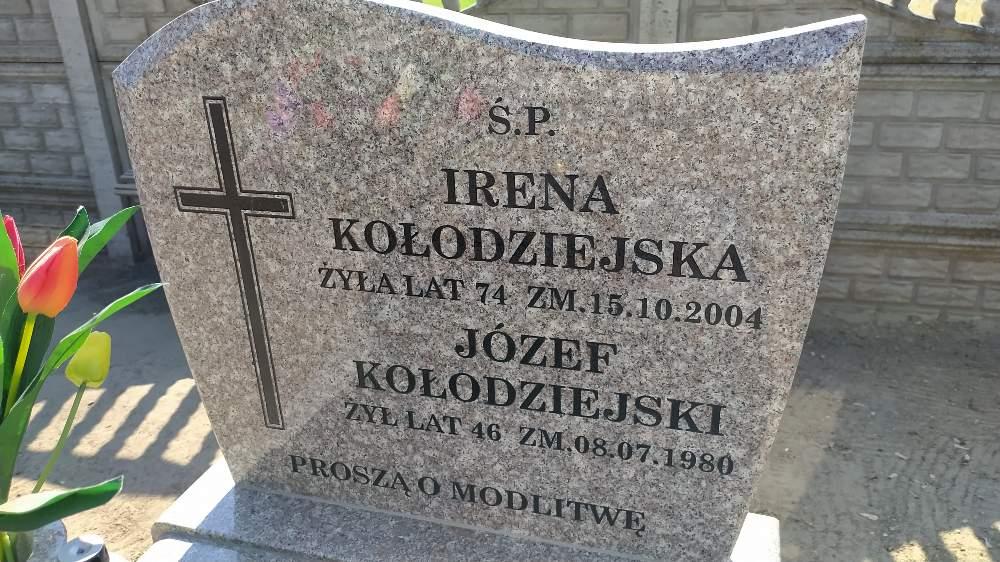 Ś.P.
IRENA
KOŁODZIEJSKA
ŻYŁA LAT 74 ZM.15.10.2004
JÓZEF
KOŁODZIEJSKI
ŻYŁ LAT 46 ZM.08.07.1980
PROSZĄ O MODLITWĘ